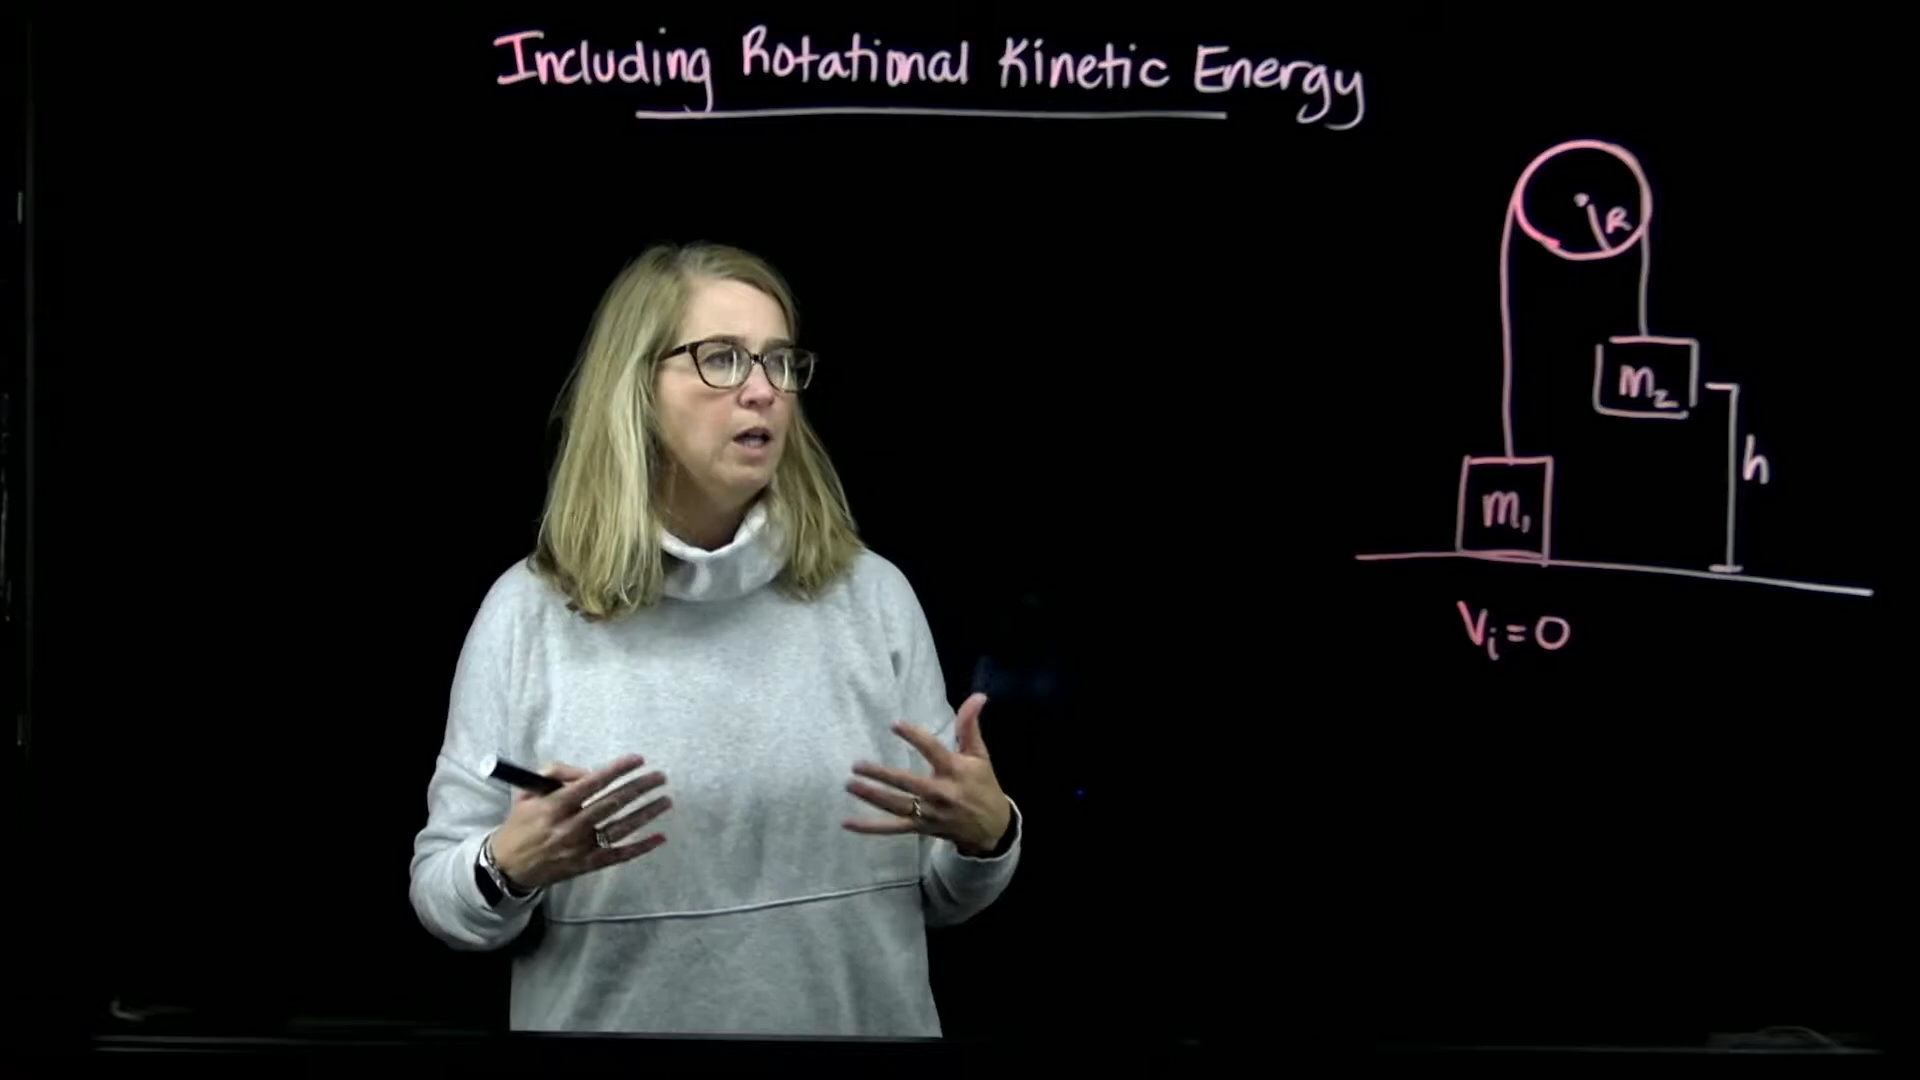 Including Rotational Kinetic Energy
R
m₂
h
m₁
Vᵢ=0